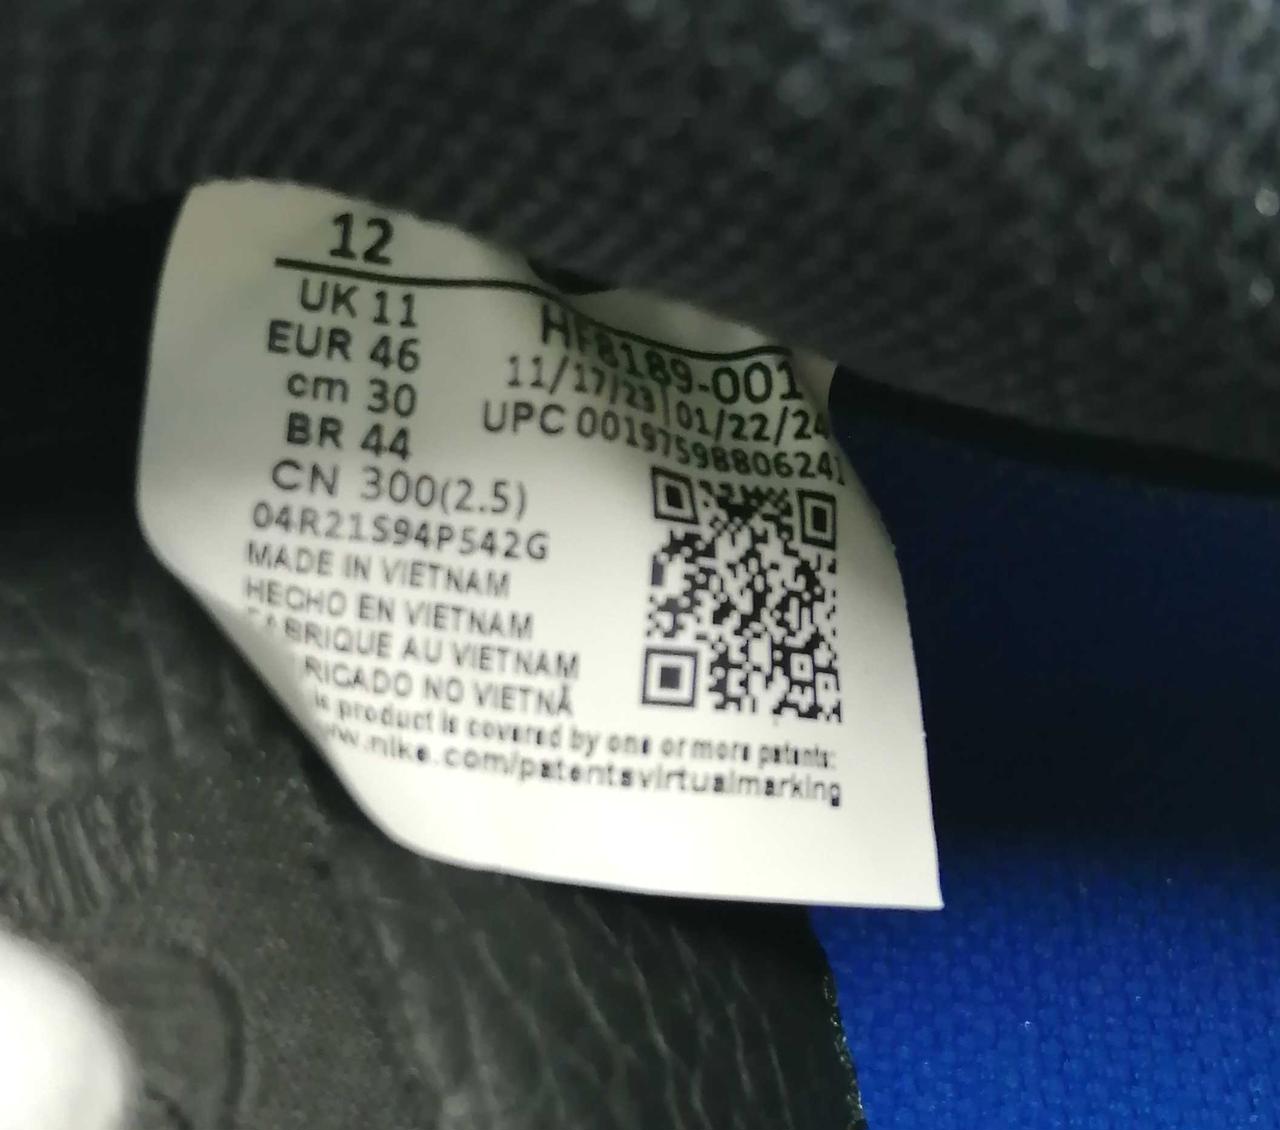 12
UK 11
EUR 46
cm 30
BR 44
CN 300(2.5)
04R21S94P542G
MADE IN VIETNAM
HECHO EN VIETNAM
ABRIQUE AU VIETNAM
RICADO NO VIETNÃ
is product is covered by one or more patents:
w.nike.com/patentsvirtualmarking
HF8189-001
11/17/23 | 01/22/24
UPC 00197598806241